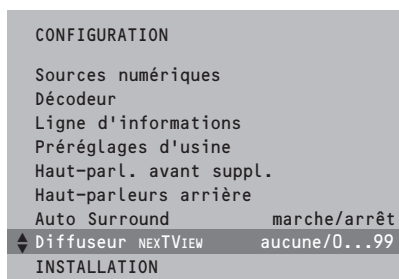 CONFIGURATION
Sources numériques
Décodeur
Ligne d'informations
Préréglages d'usine
Haut-parl. avant suppl.
Haut-parleurs arrière
Auto Surround marche/arrêt
Diffuseur NEXTVIEW aucune/0...99
INSTALLATION